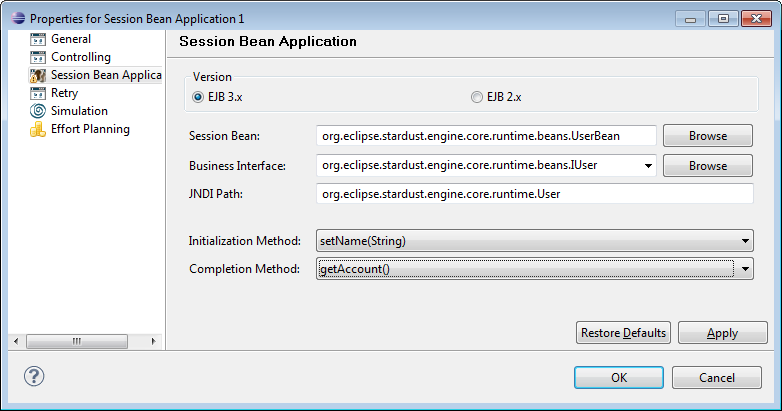 Properties for Session Bean Application 1
General
Controlling
Session Bean Applica
Retry
Simulation
Effort Planning
Session Bean Application
Version
EJB 3.x
EJB 2.x
Session Bean: org.eclipse.stardust.engine.core.runtime.beans.UserBean Browse
Business Interface: org.eclipse.stardust.engine.core.runtime.beans.IUser Browse
JNDI Path: org.eclipse.stardust.engine.core.runtime.User
Initialization Method: setName(String)
Completion Method: getAccount()
Restore Defaults Apply
? OK Cancel